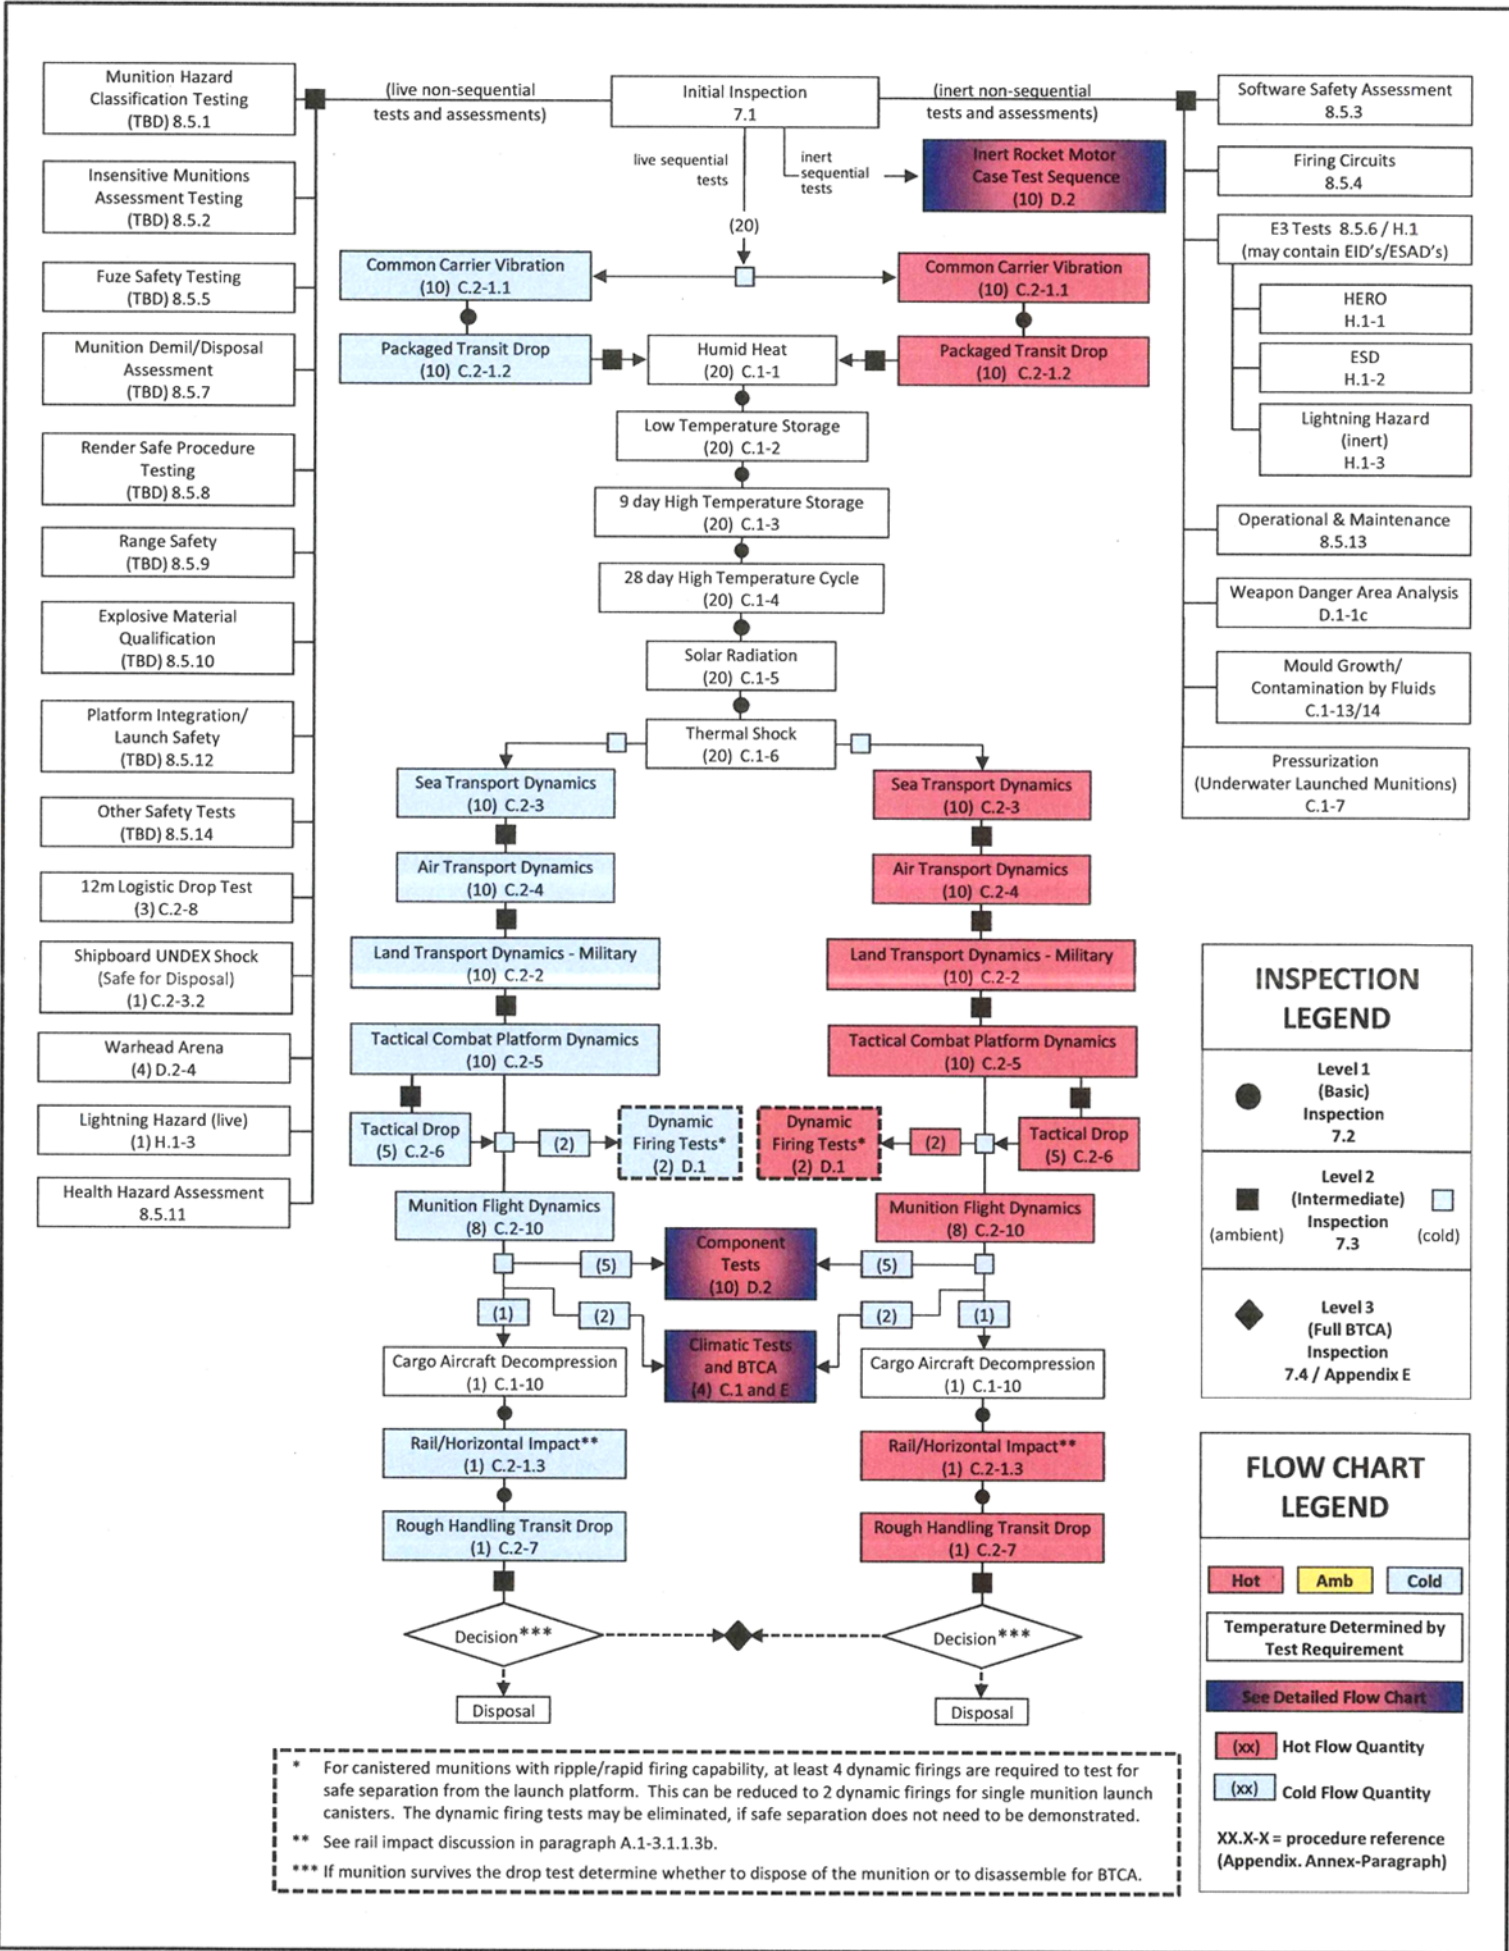 Munition Hazard
Classification Testing
(TBD) 8.5.1
Insensitive Munitions
Assessment Testing
(TBD) 8.5.2
Fuze Safety Testing
(TBD) 8.5.5
Munition Demil/Disposal
Assessment
(TBD) 8.5.7
Render Safe Procedure
Testing
(TBD) 8.5.8
Range Safety
(TBD) 8.5.9
Explosive Material
Qualification
(TBD) 8.5.10
Platform Integration/
Launch Safety
(TBD) 8.5.12
Other Safety Tests
(TBD) 8.5.14
12m Logistic Drop Test
(3) C.2-8
Shipboard UNDEX Shock
(Safe for Disposal)
(1) C.2-3.2
Warhead Arena
(4) D.2-4
Lightning Hazard (live)
(1) H.1-3
Health Hazard Assessment
8.5.11
(live non-sequential
tests and assessments)
Initial Inspection
7.1
(inert non-sequential
tests and assessments)
live sequential
tests
inert
sequential
tests
Inert Rocket Motor
Case Test Sequence
(10) D.2
(20)
Common Carrier Vibration
(10) C.2-1.1
Common Carrier Vibration
(10) C.2-1.1
Packaged Transit Drop
(10) C.2-1.2
Humid Heat
(20) C.1-1
Packaged Transit Drop
(10) C.2-1.2
Low Temperature Storage
(20) C.1-2
9 day High Temperature Storage
(20) C.1-3
28 day High Temperature Cycle
(20) C.1-4
Solar Radiation
(20) C.1-5
Thermal Shock
(20) C.1-6
Sea Transport Dynamics
(10) C.2-3
Sea Transport Dynamics
(10) C.2-3
Air Transport Dynamics
(10) C.2-4
Air Transport Dynamics
(10) C.2-4
Land Transport Dynamics - Military
(10) C.2-2
Land Transport Dynamics - Military
(10) C.2-2
Tactical Combat Platform Dynamics
(10) C.2-5
Tactical Combat Platform Dynamics
(10) C.2-5
Tactical Drop
(5) C.2-6
(2)
Dynamic
Firing Tests*
(2) D.1
Dynamic
Firing Tests*
(2) D.1
(2)
Tactical Drop
(5) C.2-6
Munition Flight Dynamics
(8) C.2-10
Munition Flight Dynamics
(8) C.2-10
(5)
Component
Tests
(10) D.2
(5)
(1)
(2)
Climatic Tests
and BTCA
(4) C.1 and E
(2)
(1)
Cargo Aircraft Decompression
(1) C.1-10
Cargo Aircraft Decompression
(1) C.1-10
Rail/Horizontal Impact**
(1) C.2-1.3
Rail/Horizontal Impact**
(1) C.2-1.3
Rough Handling Transit Drop
(1) C.2-7
Rough Handling Transit Drop
(1) C.2-7
Decision***
Decision***
Disposal
Disposal
Software Safety Assessment
8.5.3
Firing Circuits
8.5.4
E3 Tests 8.5.6 / H.1
(may contain EID's/ESAD's)
HERO
H.1-1
ESD
H.1-2
Lightning Hazard
(inert)
H.1-3
Operational & Maintenance
8.5.13
Weapon Danger Area Analysis
D.1-1c
Mould Growth/
Contamination by Fluids
C.1-13/14
Pressurization
(Underwater Launched Munitions)
C.1-7
INSPECTION
LEGEND
Level 1
(Basic)
Inspection
7.2
Level 2
(Intermediate)
Inspection
7.3
(ambient)
(cold)
Level 3
(Full BTCA)
Inspection
7.4 / Appendix E
FLOW CHART
LEGEND
Hot
Amb
Cold
Temperature Determined by
Test Requirement
See Detailed Flow Chart
(xx) Hot Flow Quantity
(xx) Cold Flow Quantity
XX.X-X = procedure reference
(Appendix. Annex-Paragraph)
* For canistered munitions with ripple/rapid firing capability, at least 4 dynamic firings are required to test for
safe separation from the launch platform. This can be reduced to 2 dynamic firings for single munition launch
canisters. The dynamic firing tests may be eliminated, if safe separation does not need to be demonstrated.
** See rail impact discussion in paragraph A.1-3.1.1.3b.
*** If munition survives the drop test determine whether to dispose of the munition or to disassemble for BTCA.